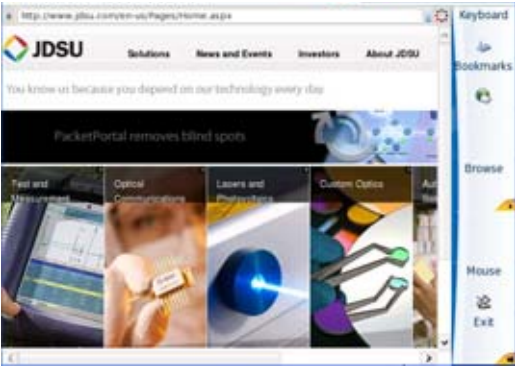 http://www.jdsu.com/en-us/Pages/Home.aspx
Keyboard
JDSU
Solutions
News and Events
Investors
About JDSU
Bookmarks
You know us because you depend on our technology every day
PacketPortal removes blind spots
Browse
Test and
Measurement
Optical
Communications
Lasers and
Photovoltaics
Custom Optics
Mouse
Exit